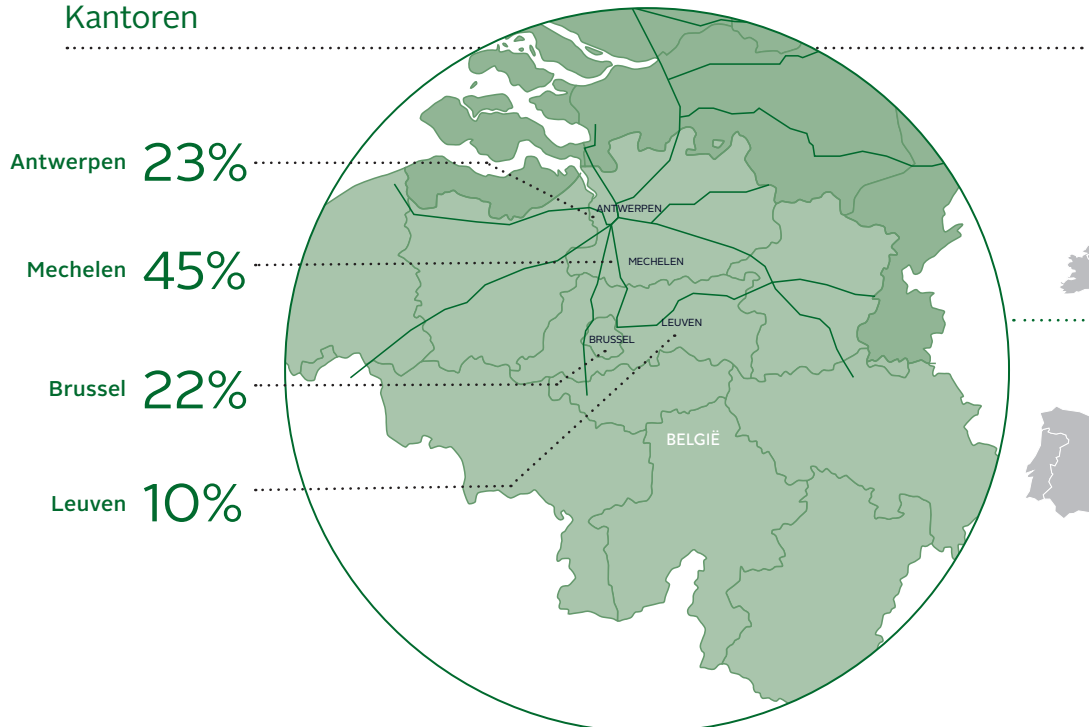 Kantoren
Antwerpen 23%
ANTWERPEN
Mechelen 45%
MECHELEN
LEUVEN
BRUSSEL
Brussel 22%
BELGIË
Leuven 10%